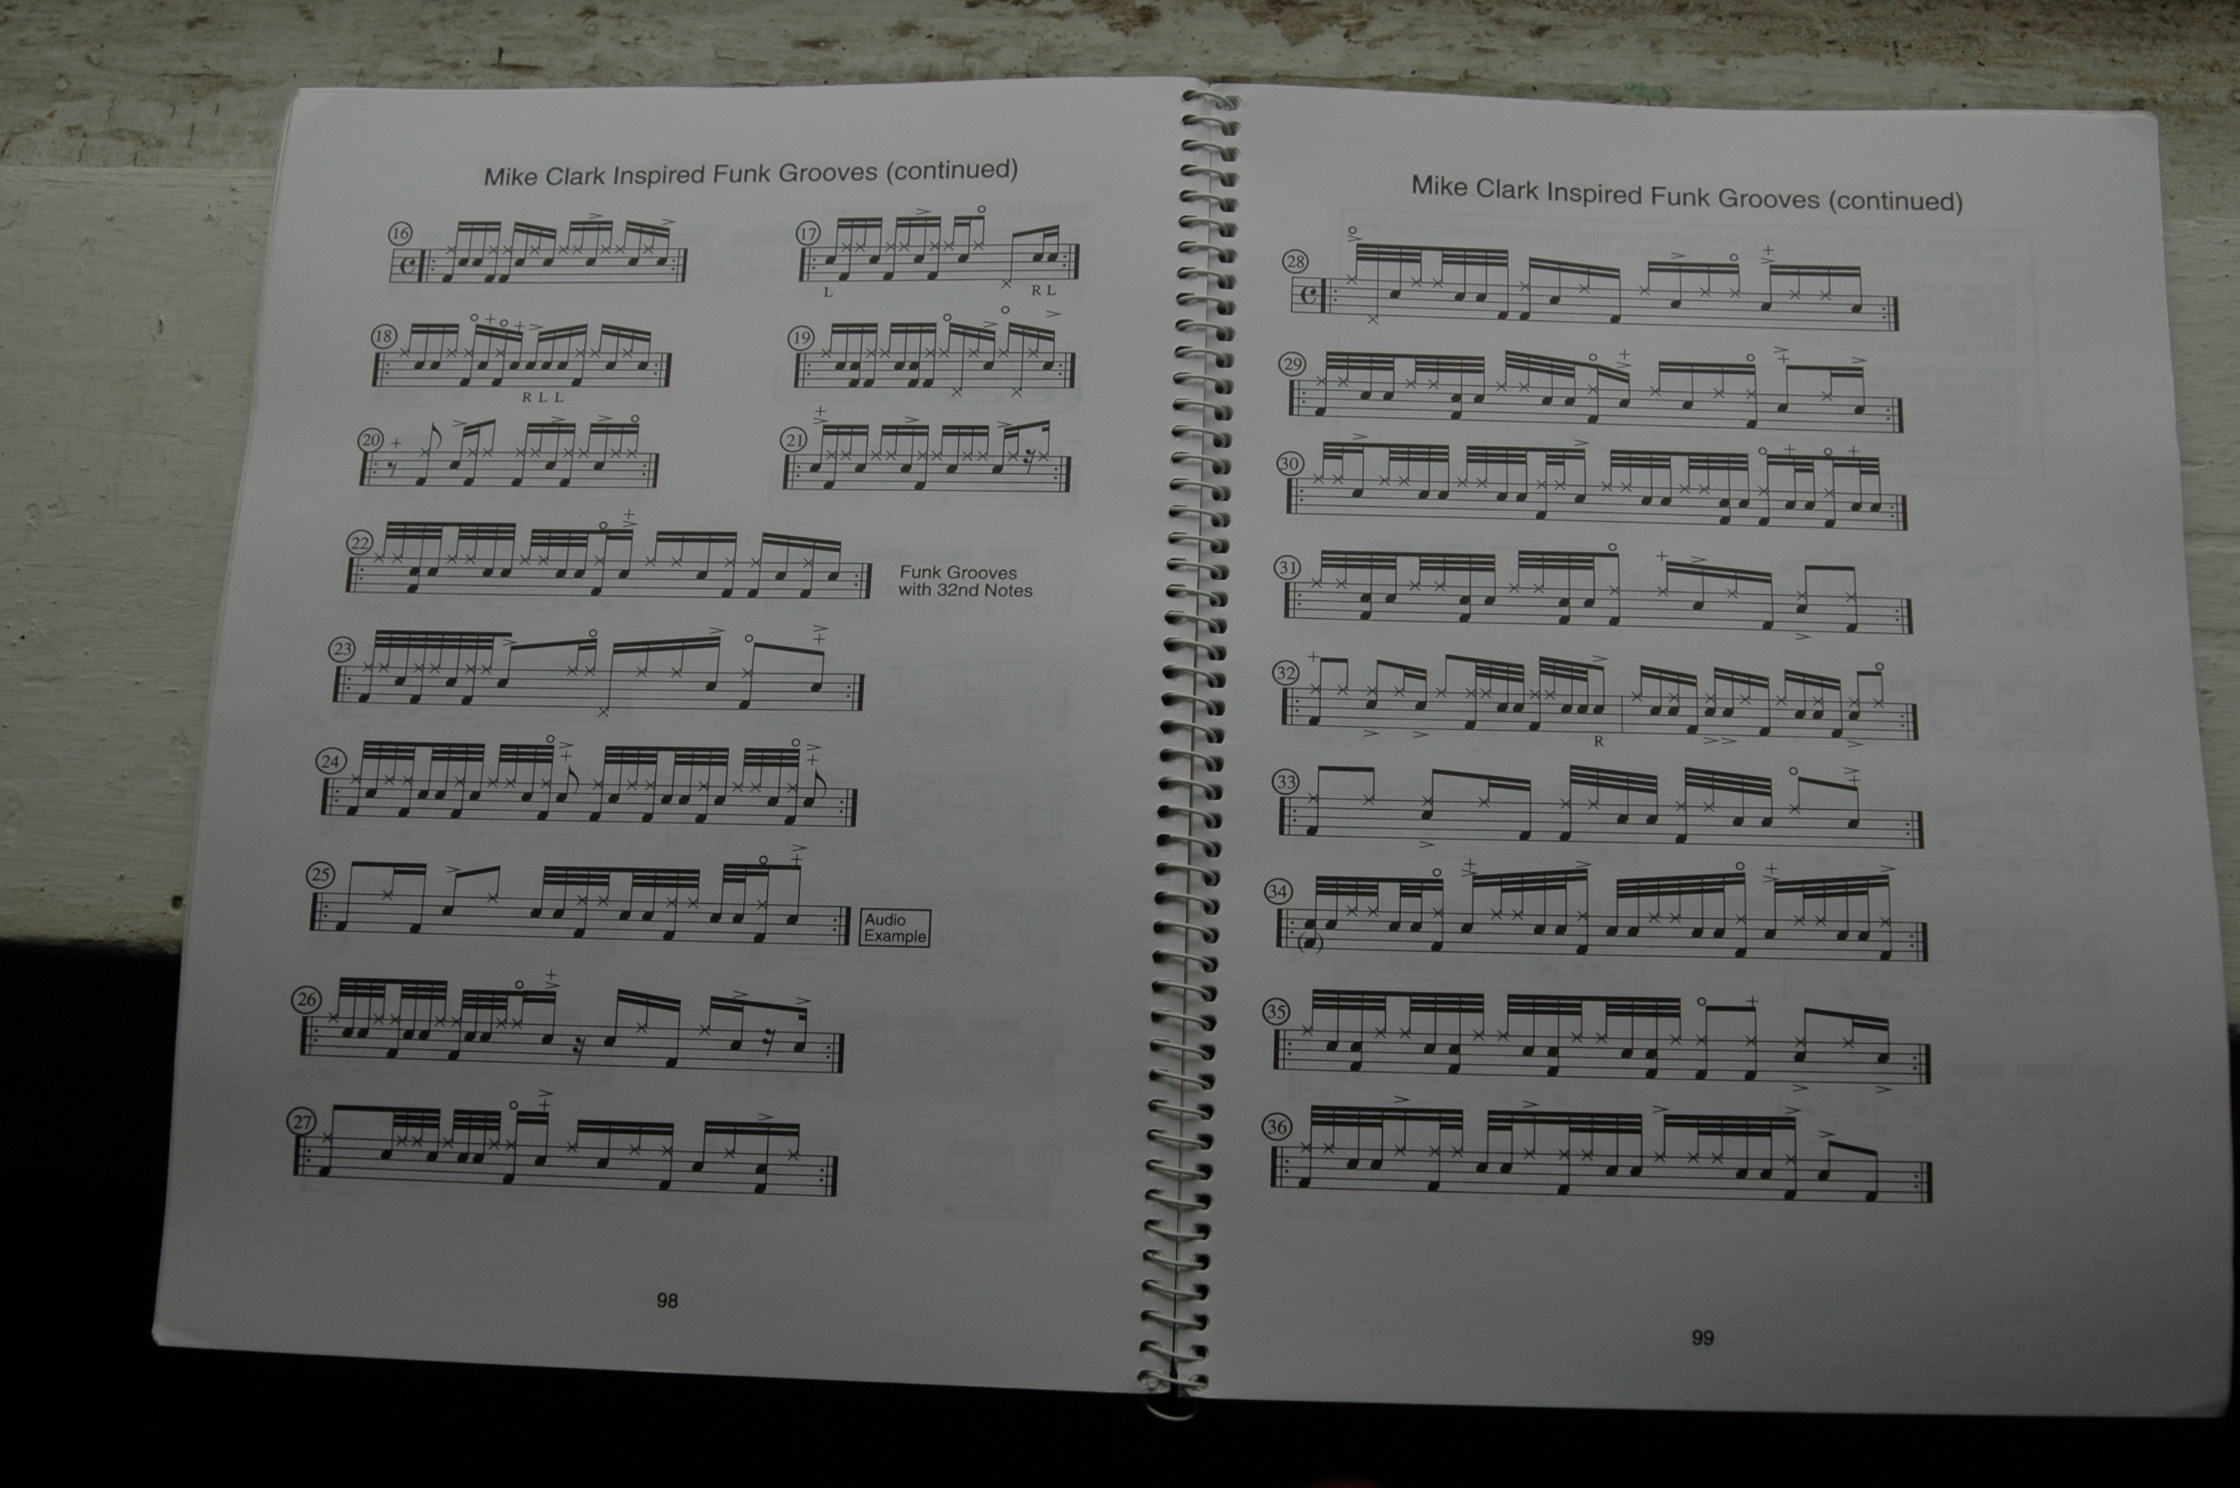 Mike Clark Inspired Funk Grooves (continued)
16
17
L
R L
18
R L L
19
20
21
22
Funk Grooves
with 32nd Notes
23
24
25
Audio
Example
26
27
98
Mike Clark Inspired Funk Grooves (continued)
28
29
30
31
32
R
33
34
35
36
99